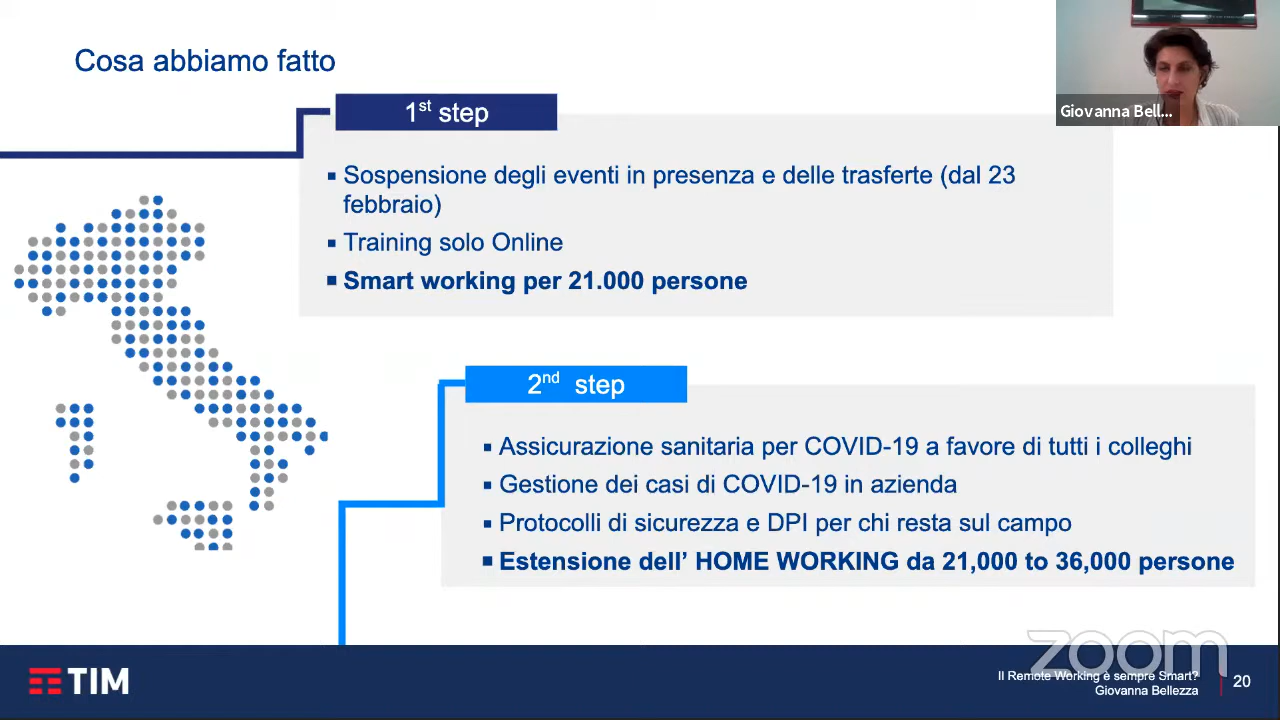 Cosa abbiamo fatto
Giovanna Bell...
1st step
Sospensione degli eventi in presenza e delle trasferte (dal 23
febbraio)
Training solo Online
Smart working per 21.000 persone
2nd step
Assicurazione sanitaria per COVID-19 a favore di tutti i colleghi
Gestione dei casi di COVID-19 in azienda
Protocolli di sicurezza e DPI per chi resta sul campo
Estensione dell’ HOME WORKING da 21,000 to 36,000 persone
zoom
TIM
Il Remote Working è sempre Smart?
Giovanna Bellezza
20